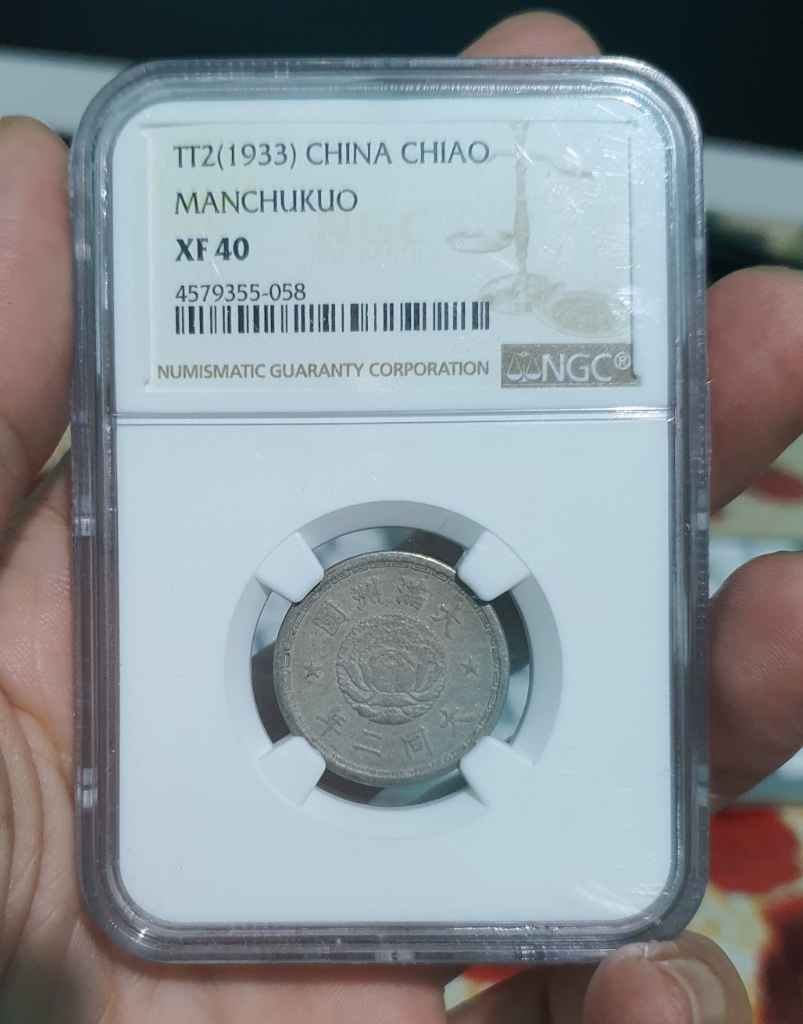 TT2(1933) CHINA CHIAO
MANCHUKUO
XF 40
4579355-058
NUMISMATIC GUARANTY CORPORATION NGC®
大滿洲國
大同二年